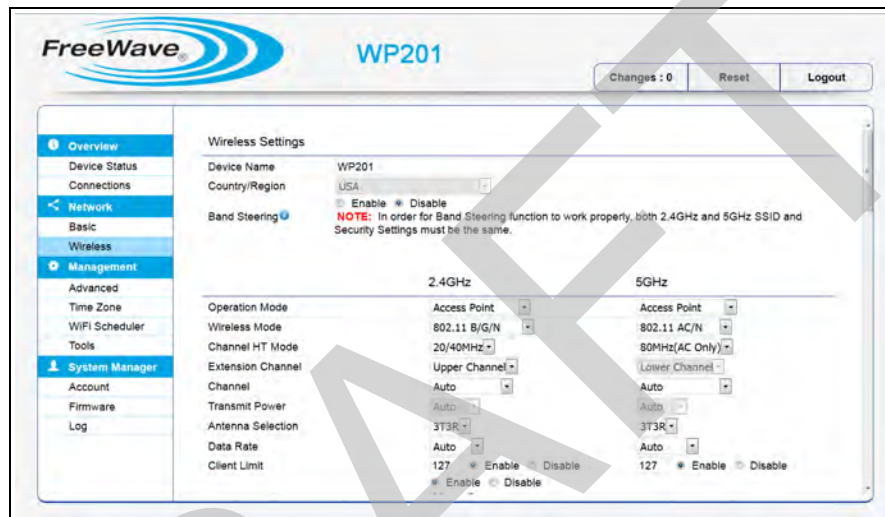 FreeWave®
WP201
Changes : 0 Reset Logout
Overview
Device Status
Connections
Network
Basic
Wireless
Management
Advanced
Time Zone
WiFi Scheduler
Tools
System Manager
Account
Firmware
Log
Wireless Settings
Device Name WP201
Country/Region USA
Band Steering Enable Disable
NOTE: In order for Band Steering function to work properly, both 2.4GHz and 5GHz SSID and
Security Settings must be the same.
2.4GHz 5GHz
Operation Mode Access Point Access Point
Wireless Mode 802.11 B/G/N 802.11 AC/N
Channel HT Mode 20/40MHz 80MHz(AC Only)
Extension Channel Upper Channel Lower Channel
Channel Auto Auto
Transmit Power Auto Auto
Antenna Selection 3T3R 3T3R
Data Rate Auto Auto
Client Limit 127 Enable Disable 127 Enable Disable
Enable Disable